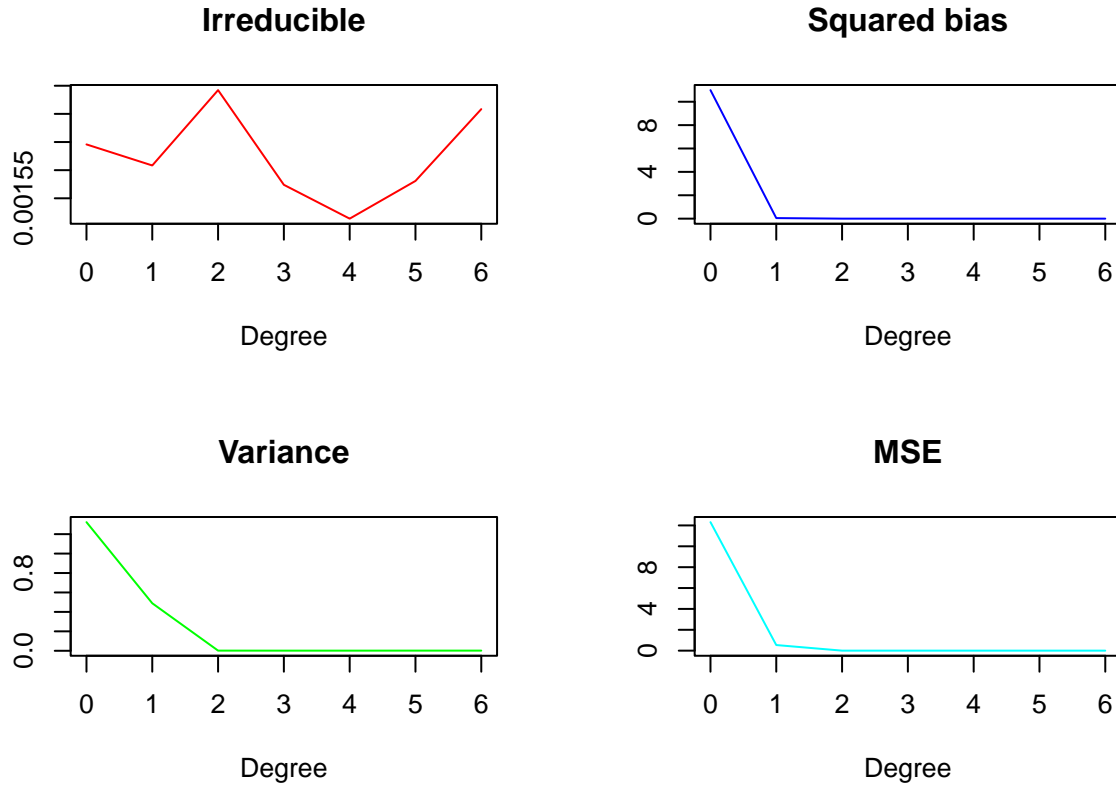 Irreducible
0.00155
0 1 2 3 4 5 6
Degree
Squared bias
0 4 8
0 1 2 3 4 5 6
Degree
Variance
0.0 0.8
0 1 2 3 4 5 6
Degree
MSE
0 4 8
0 1 2 3 4 5 6
Degree